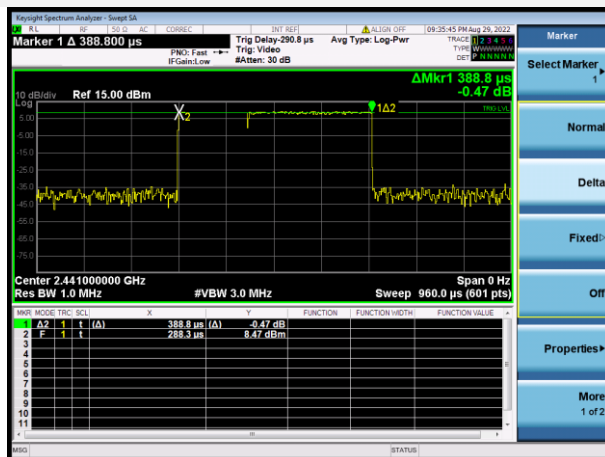 Keysight Spectrum Analyzer - Swept SA
RL RF 50 Ω AC CORREC INT REF ALIGN OFF 09:35:45 PM Aug 29, 2022
Marker 1 Δ 388.800 µs
PNO: Fast
IFGain:Low
Trig Delay-290.8 µs
Trig: Video
#Atten: 30 dB
Avg Type: Log-Pwr
TRACE 1 2 3 4 5 6
TYPE WWWWWW
DET P N N N N N
ΔMkr1 388.8 µs
-0.47 dB
10 dB/div Ref 15.00 dBm
Log
TRIG LVL
X2
1Δ2
5.00
-5.00
-15.0
-25.0
-35.0
-45.0
-55.0
-65.0
-75.0
Center 2.441000000 GHz Span 0 Hz
Res BW 1.0 MHz #VBW 3.0 MHz Sweep 960.0 µs (601 pts)
MKR MODE TRC SCL X Y FUNCTION FUNCTION WIDTH FUNCTION VALUE
1 Δ2 1 t (Δ) 388.8 µs (Δ) -0.47 dB
2 F 1 t 288.3 µs 8.47 dBm
3
4
5
6
7
8
9
10
11
MSG STATUS
Marker
Select Marker
1
Normal
Delta
Fixed
Off
Properties
More
1 of 2